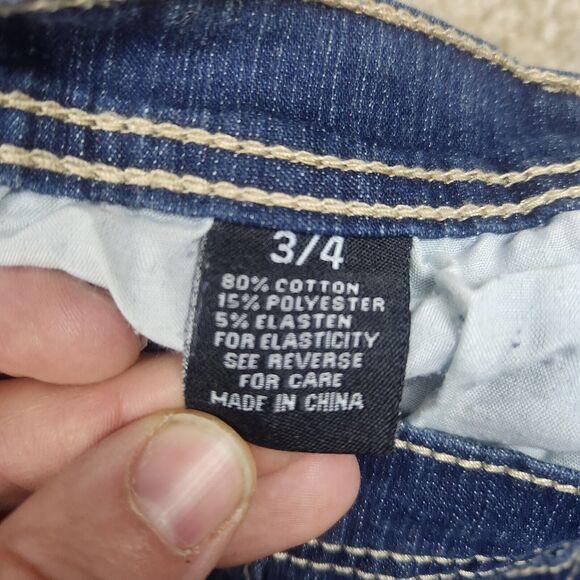 3/4
80% COTTON
15% POLYESTER
5% ELASTEN
FOR ELASTICITY
SEE REVERSE
FOR CARE
MADE IN CHINA